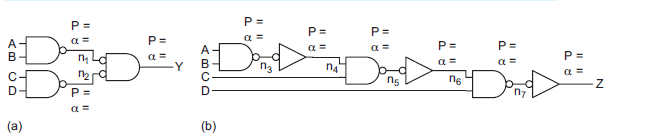 P =
α =
P =
α =
A
B
C
D
n1
n2
Y
P =
α =
(a)
P =
α =
P =
α =
P =
α =
P =
α =
P =
α =
P =
α =
A
B
C
D
n3
n4
n5
n6
n7
Z
(b)